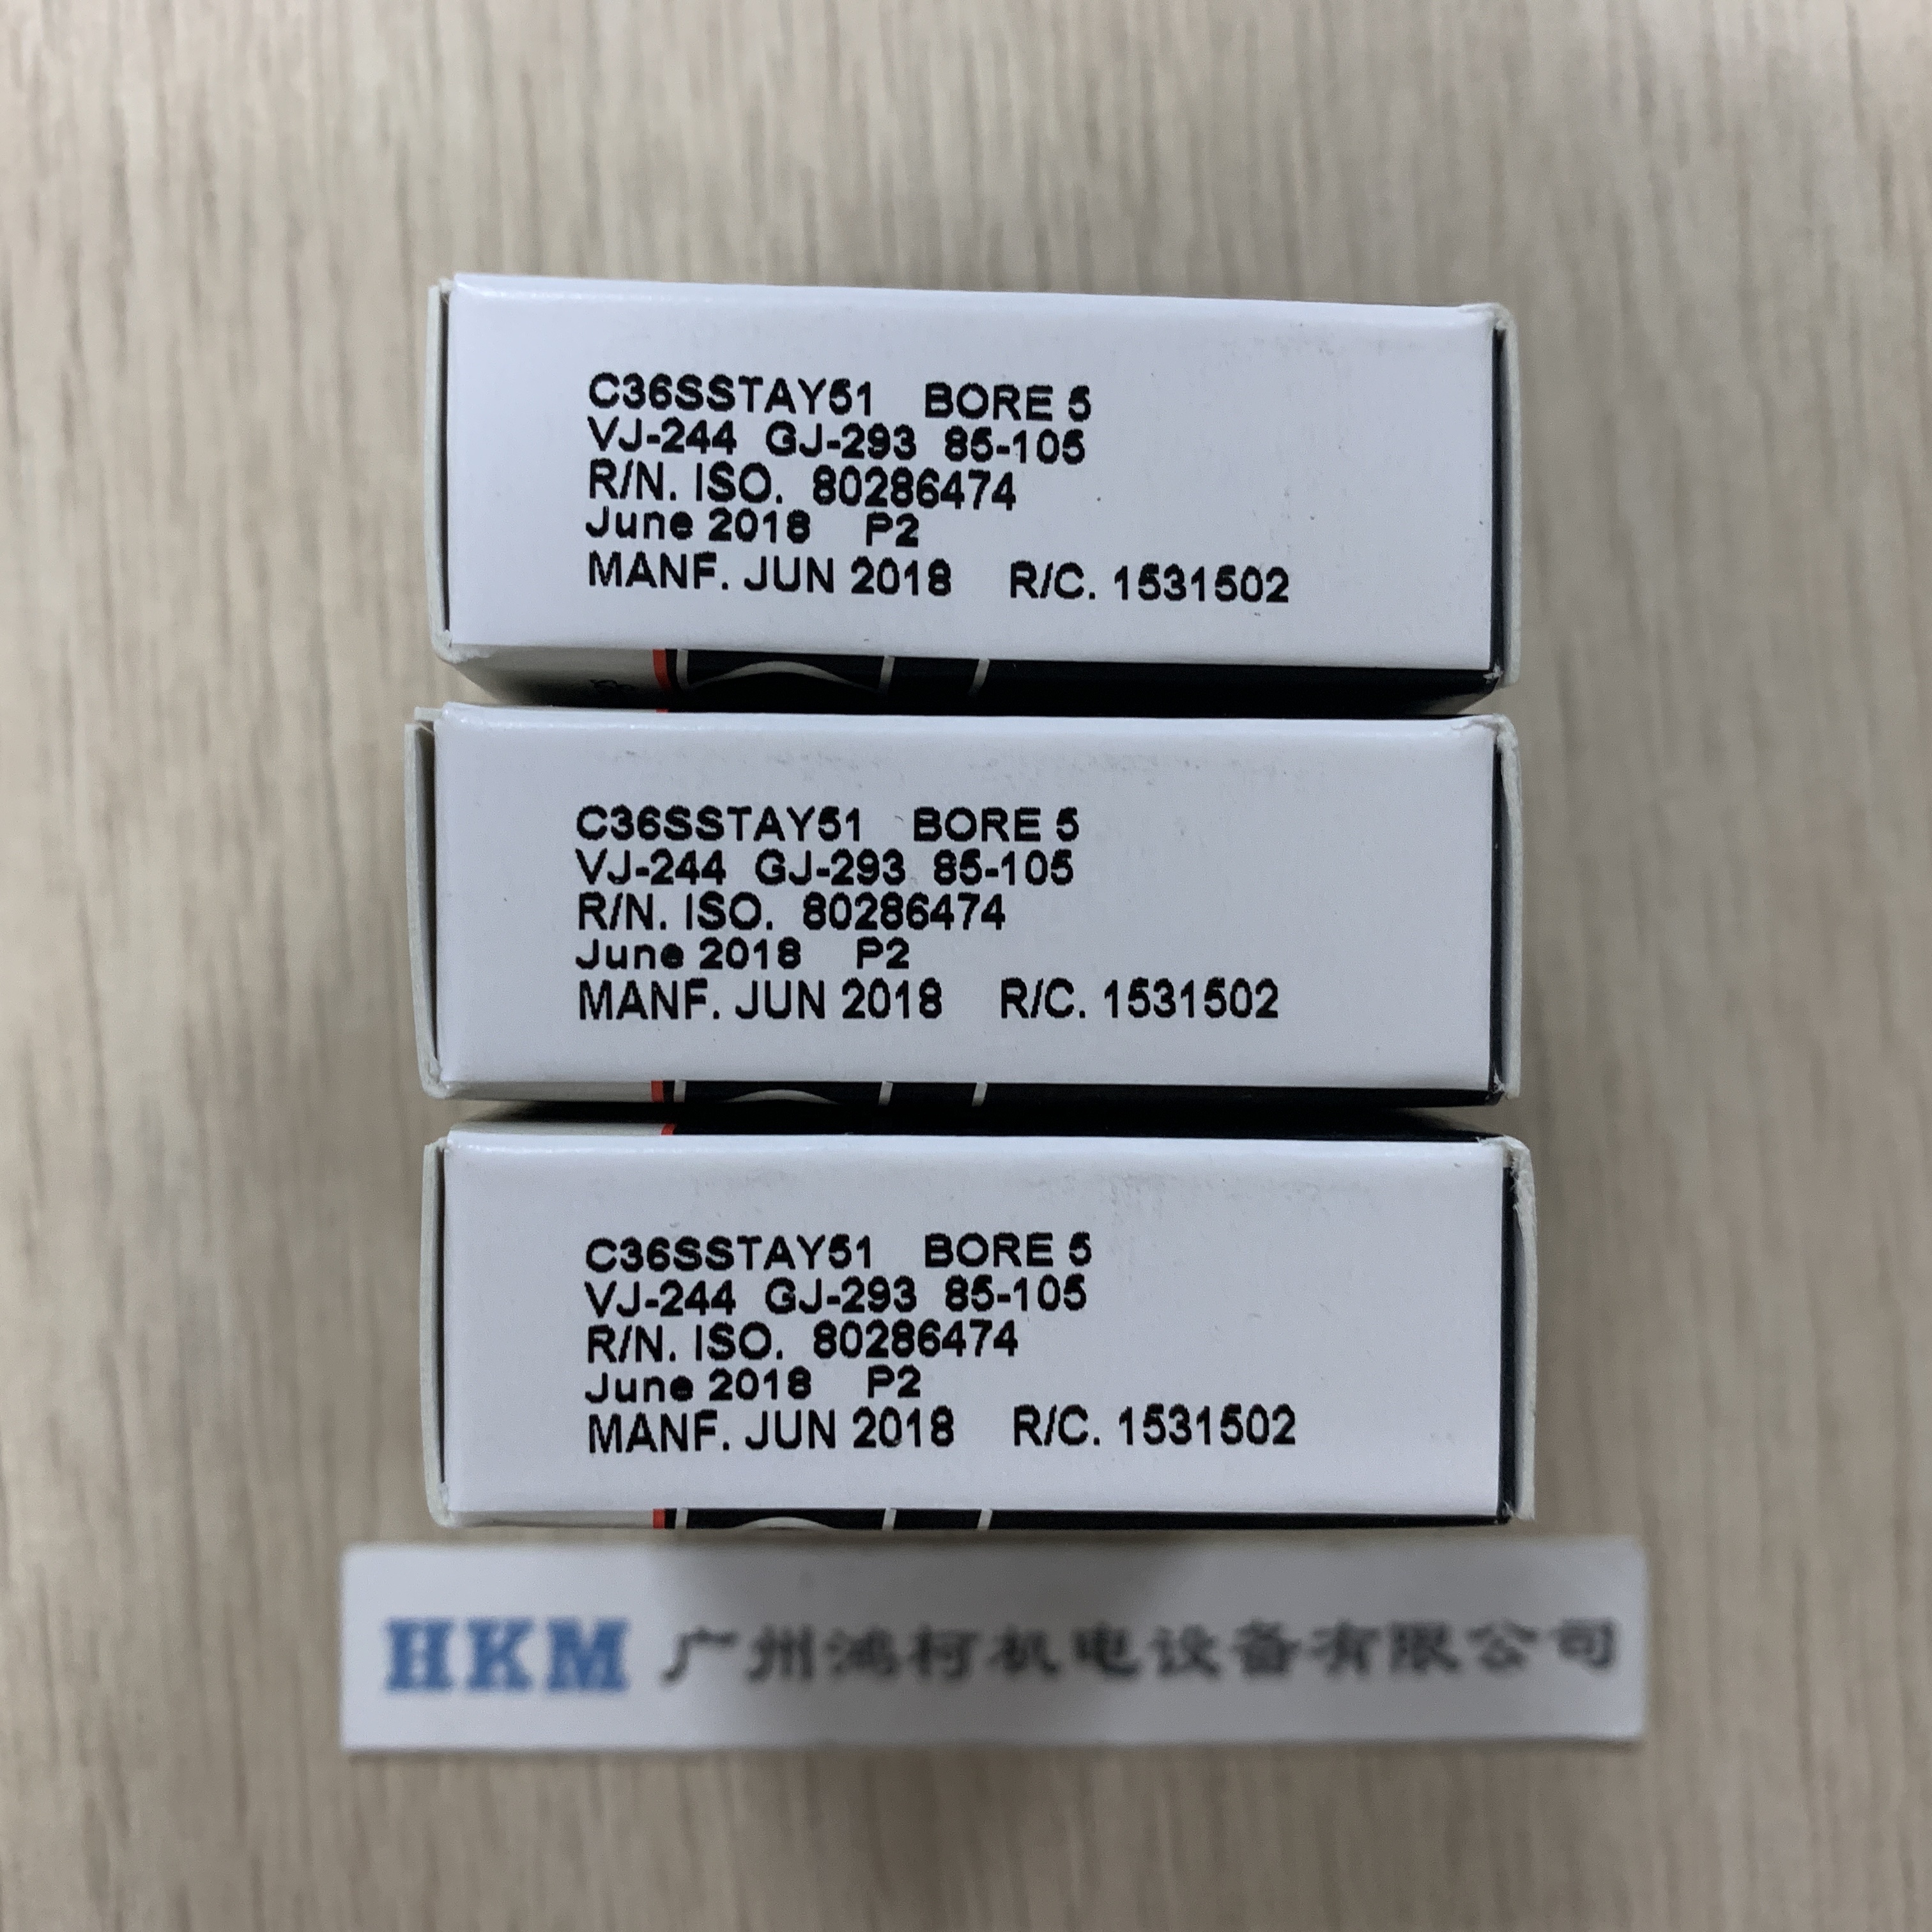 C36SSTAY51 BORE 5
VJ-244 GJ-293 85-105
R/N. ISO. 80286474
June 2018 P2
MANF. JUN 2018 R/C. 1531502
C36SSTAY51 BORE 5
VJ-244 GJ-293 85-105
R/N. ISO. 80286474
June 2018 P2
MANF. JUN 2018 R/C. 1531502
C36SSTAY51 BORE 5
VJ-244 GJ-293 85-105
R/N. ISO. 80286474
June 2018 P2
MANF. JUN 2018 R/C. 1531502
HKM 广州鸿柯机电设备有限公司